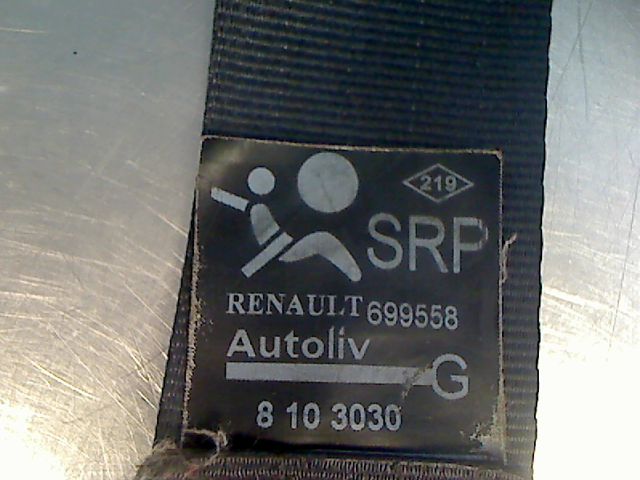 219
SRP
RENAULT 699558
Autoliv
G
8 10 3030